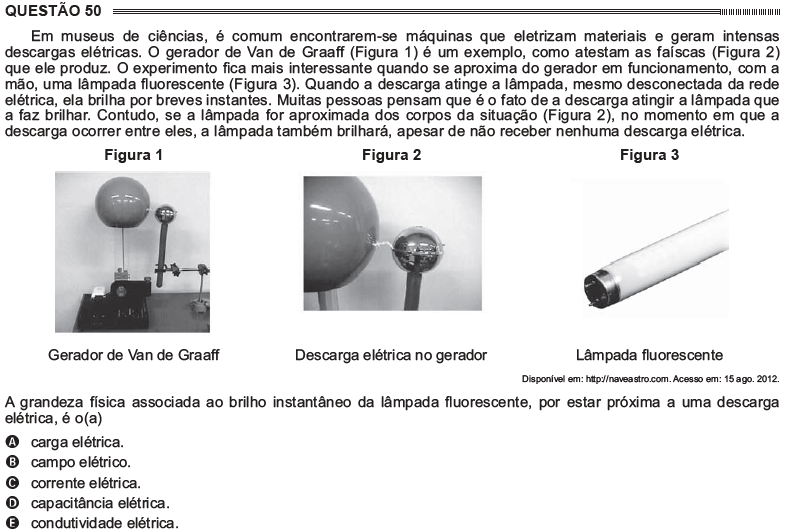 QUESTÃO 50
Em museus de ciências, é comum encontrarem-se máquinas que eletrizam materiais e geram intensas
descargas elétricas. O gerador de Van de Graaff (Figura 1) é um exemplo, como atestam as faíscas (Figura 2)
que ele produz. O experimento fica mais interessante quando se aproxima do gerador em funcionamento, com a
mão, uma lâmpada fluorescente (Figura 3). Quando a descarga atinge a lâmpada, mesmo desconectada da rede
elétrica, ela brilha por breves instantes. Muitas pessoas pensam que é o fato de a descarga atingir a lâmpada que
a faz brilhar. Contudo, se a lâmpada for aproximada dos corpos da situação (Figura 2), no momento em que a
descarga ocorrer entre eles, a lâmpada também brilhará, apesar de não receber nenhuma descarga elétrica.
Figura 1 Figura 2 Figura 3
Gerador de Van de Graaff Descarga elétrica no gerador Lâmpada fluorescente
Disponível em: http://naveastro.com. Acesso em: 15 ago. 2012.
A grandeza física associada ao brilho instantâneo da lâmpada fluorescente, por estar próxima a uma descarga
elétrica, é o(a)
A carga elétrica.
B campo elétrico.
C corrente elétrica.
D capacitância elétrica.
E condutividade elétrica.